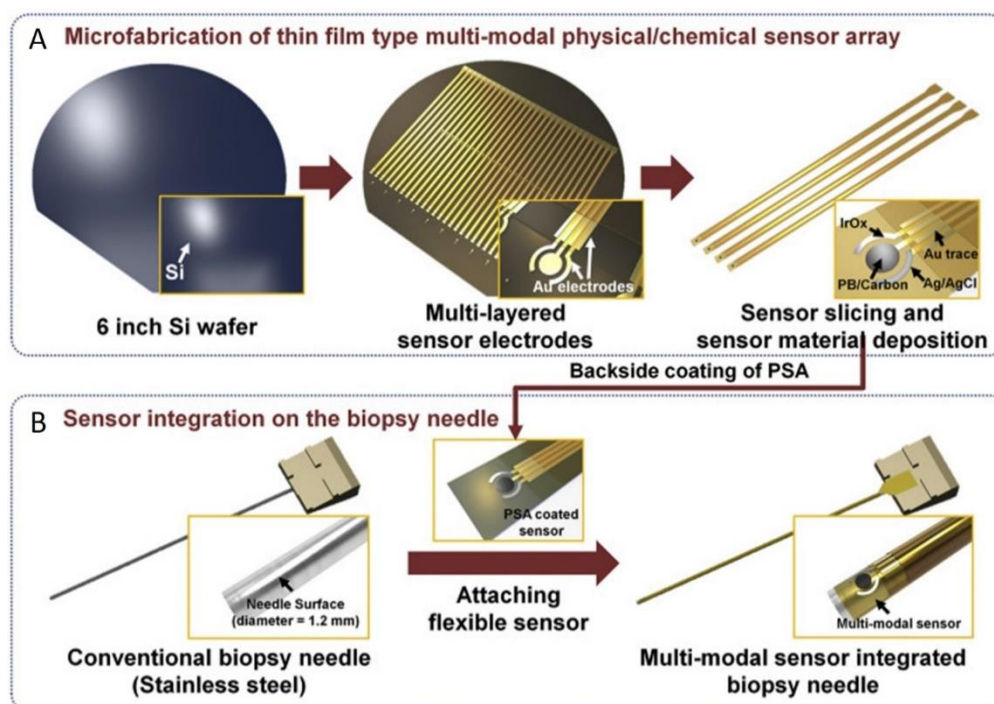 A Microfabrication of thin film type multi-modal physical/chemical sensor array
Si
6 inch Si wafer
Au electrodes
Multi-layered
sensor electrodes
IrOx
Au trace
PB/Carbon
Ag/AgCl
Sensor slicing and
sensor material deposition
Backside coating of PSA
B Sensor integration on the biopsy needle
Needle Surface
(diameter = 1.2 mm)
Conventional biopsy needle
(Stainless steel)
PSA coated
sensor
Attaching
flexible sensor
Multi-modal sensor
Multi-modal sensor integrated
biopsy needle